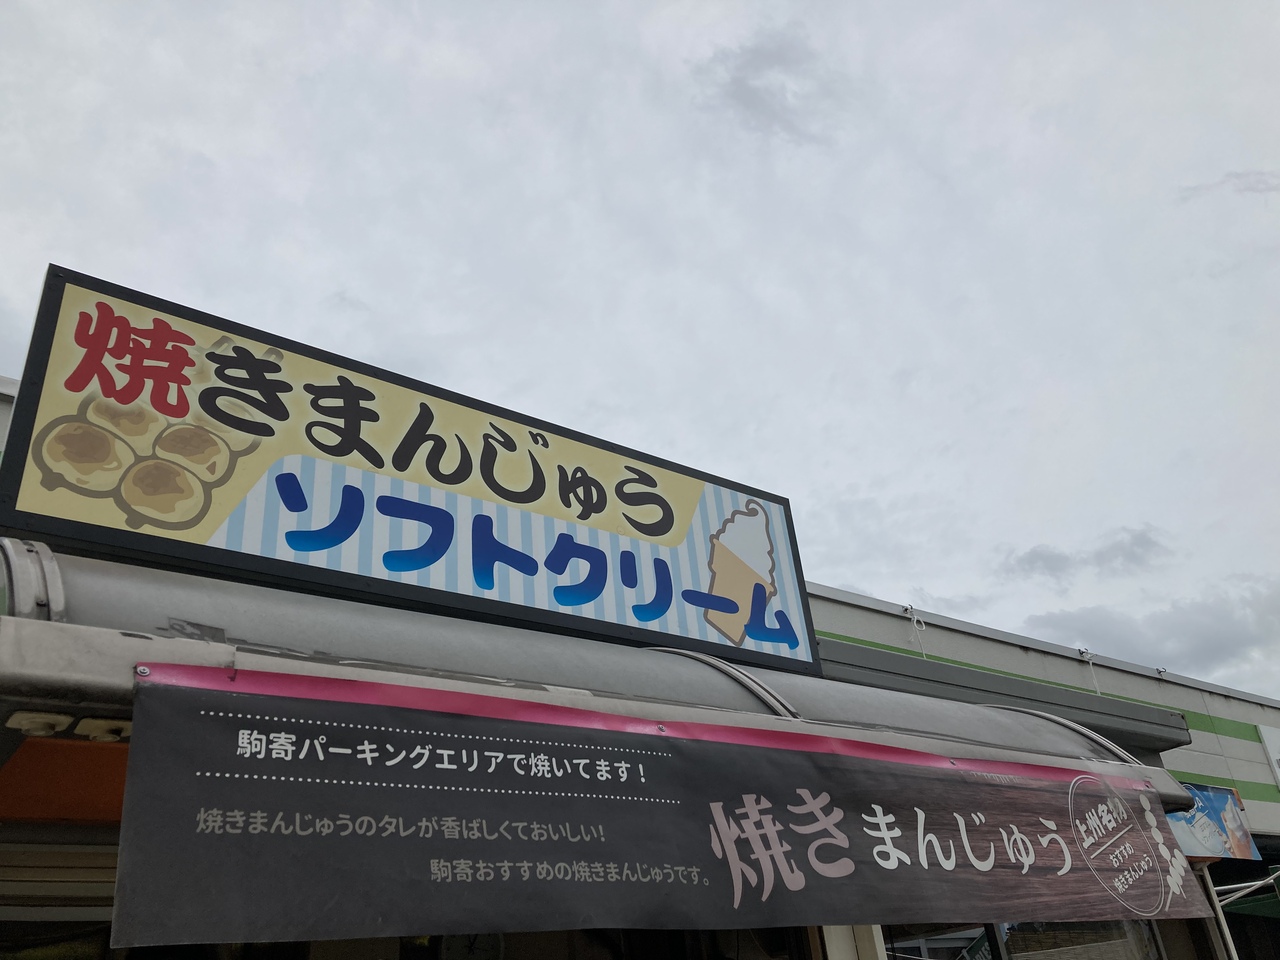 焼きまんじゅう
ソフトクリーム
駒寄パーキングエリアで焼いてます！
焼きまんじゅうのタレが香ばしくておいしい！
駒寄おすすめの焼きまんじゅうです。
焼きまんじゅう
上州名物
おすすめ
焼きまんじゅう